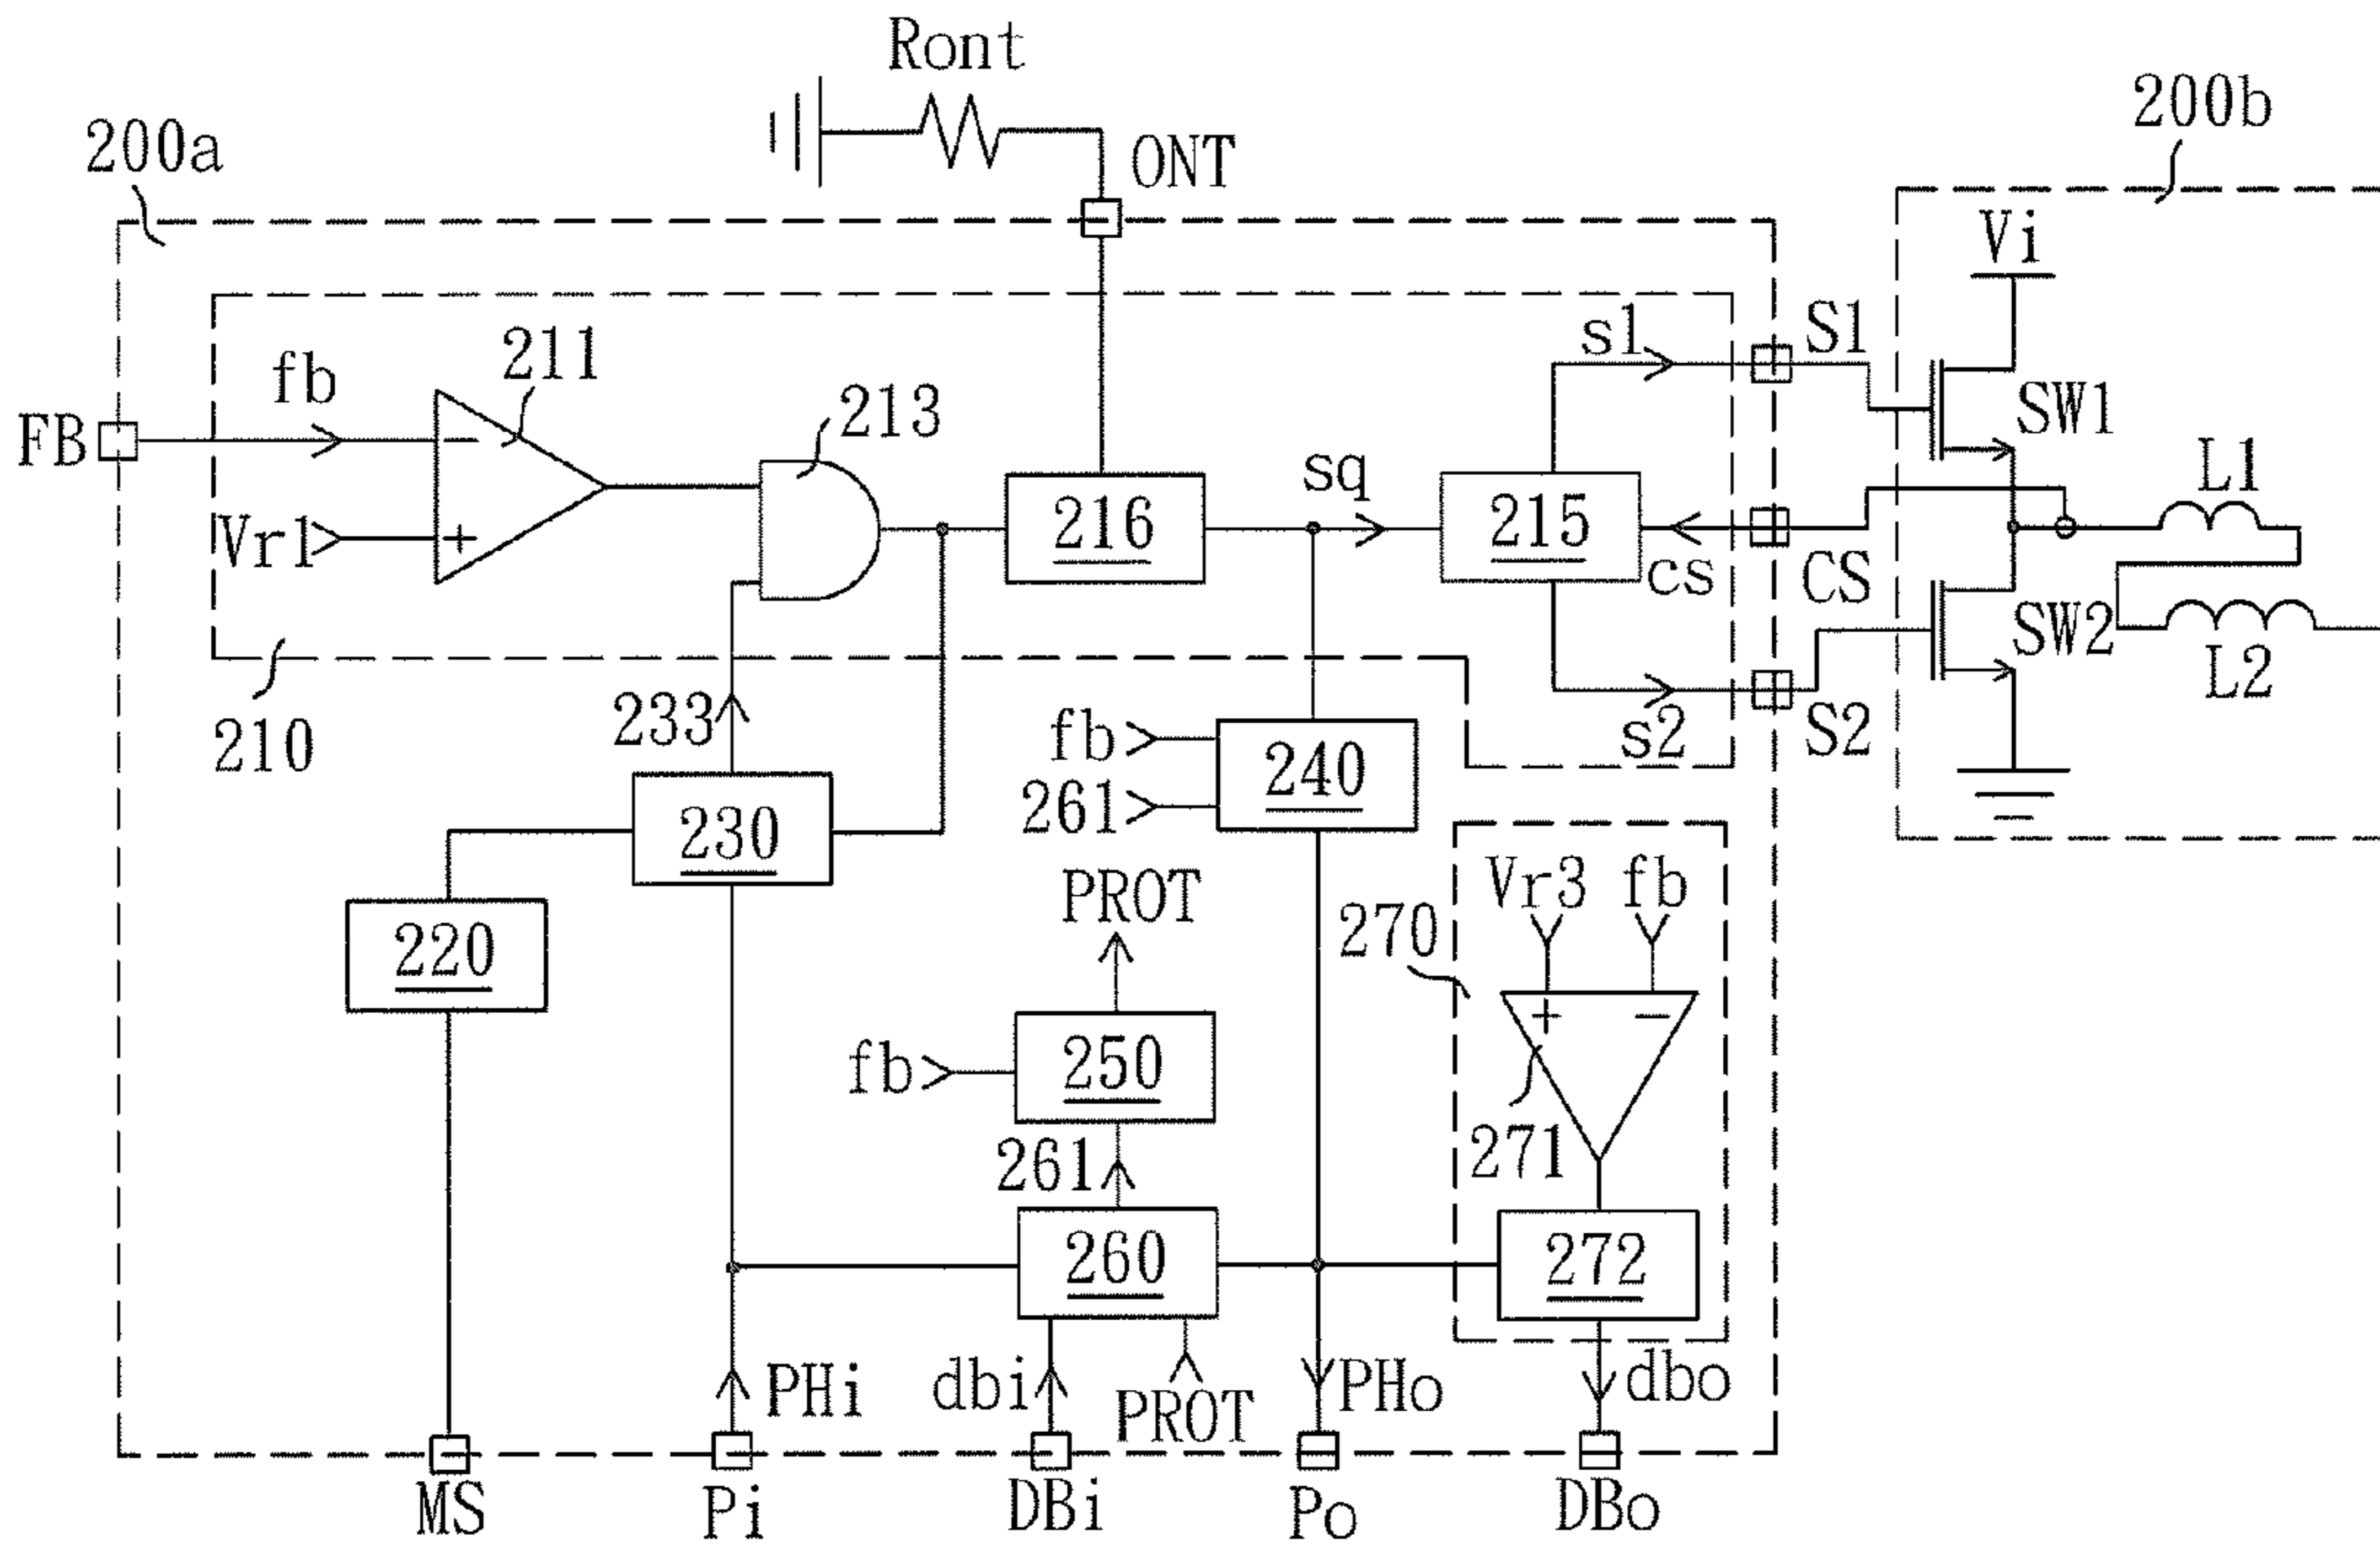 Ront
200b
200a
ONT
Vi
s1
S1
211
fb
213
SW1
FB
L1
sq
216
215
Vr1
cs
CS
SW2
L2
233
fb
s2
S2
210
240
261
230
PROT
Vr3
fb
270
220
fb
250
271
261
260
272
PHi
dbi
PROT
PHo
dbo
MS
Pi
DBi
Po
DBo